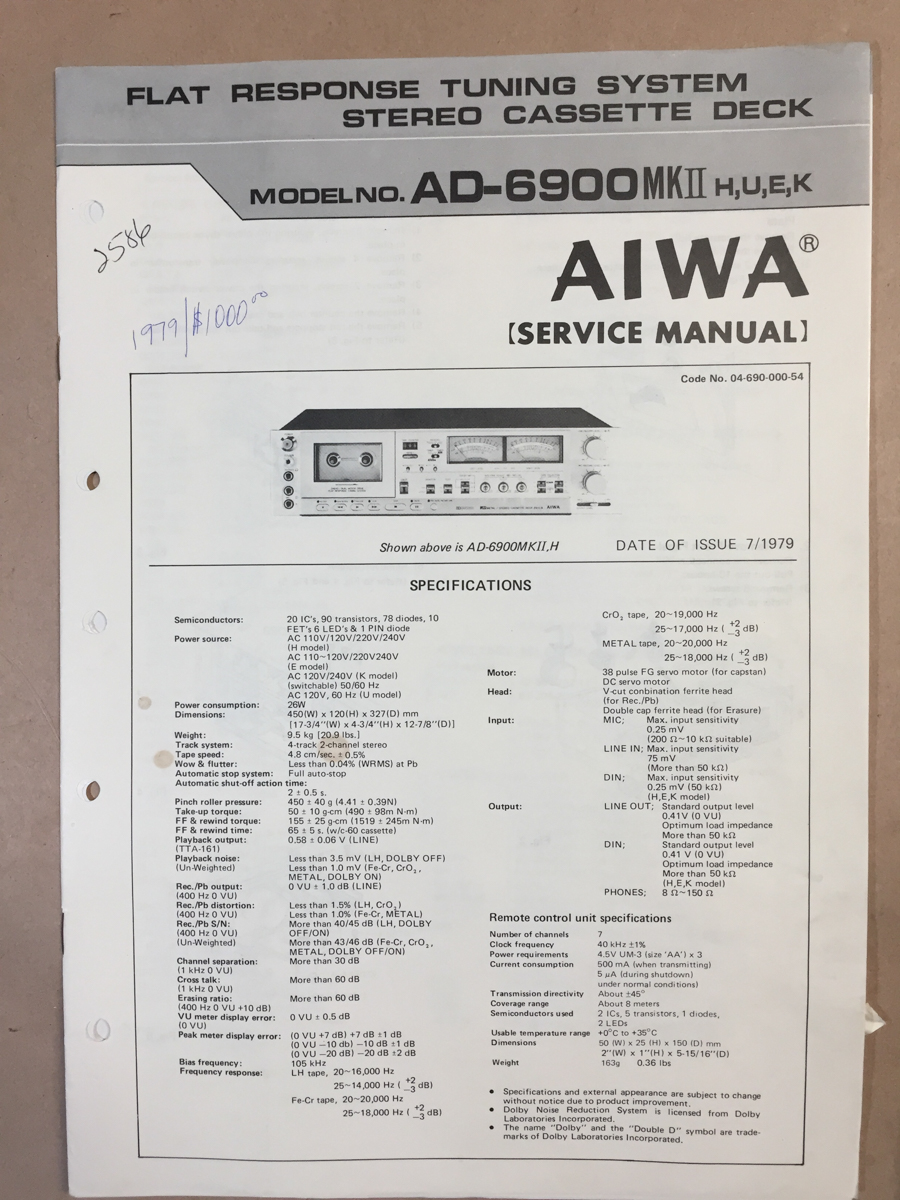 FLAT RESPONSE TUNING SYSTEM
STEREO CASSETTE DECK
MODEL NO. AD-6900MKII H,U,E,K
2586
AIWA®
1979/$1000.00
[SERVICE MANUAL]
Code No. 04-690-000-54
AIWA
Shown above is AD-6900MKII,H
DATE OF ISSUE 7/1979
SPECIFICATIONS
Semiconductors: 20 IC's, 90 transistors, 78 diodes, 10
FET's 6 LED's & 1 PIN diode
Power source: AC 110V/120V/220V/240V
(H model)
AC 110~120V/220V240V
(E model)
AC 120V/240V (K model)
(switchable) 50/60 Hz
AC 120V, 60 Hz (U model)
Power consumption: 26W
Dimensions: 450(W) x 120(H) x 327(D) mm
[17-3/4"(W) x 4-3/4"(H) x 12-7/8"(D)]
Weight: 9.5 kg [20.9 lbs.]
Track system: 4-track 2-channel stereo
Tape speed: 4.8 cm/sec. ± 0.5%
Wow & flutter: Less than 0.04% (WRMS) at Pb
Automatic stop system: Full auto-stop
Automatic shut-off action time:
2 ± 0.5 s.
Pinch roller pressure: 450 ± 40 g (4.41 ± 0.39N)
Take-up torque: 50 ± 10 g-cm (490 ± 98m N-m)
FF & rewind torque: 155 ± 25 g-cm (1519 ± 245m N-m)
FF & rewind time: 65 ± 5 s. (w/c-60 cassette)
Playback output: 0.58 ± 0.06 V (LINE)
(TTA-161)
Playback noise: Less than 3.5 mV (LH, DOLBY OFF)
(Un-Weighted) Less than 1.0 mV (Fe-Cr, CrO2,
METAL, DOLBY ON)
Rec./Pb output: 0 VU ± 1.0 dB (LINE)
(400 Hz 0 VU)
Rec./Pb distortion: Less than 1.5% (LH, CrO2)
(400 Hz 0 VU) Less than 1.0% (Fe-Cr, METAL)
Rec./Pb S/N: More than 40/45 dB (LH, DOLBY
(400 Hz 0 VU) OFF/ON)
(Un-Weighted) More than 43/46 dB (Fe-Cr, CrO2,
METAL, DOLBY OFF/ON)
Channel separation: More than 30 dB
(1 kHz 0 VU)
Cross talk: More than 60 dB
(1 kHz 0 VU)
Erasing ratio: More than 60 dB
(400 Hz 0 VU +10 dB)
VU meter display error: 0 VU ± 0.5 dB
(0 VU)
Peak meter display error: (0 VU +7 dB) +7 dB ±1 dB
(0 VU −10 db) −10 dB ±1 dB
(0 VU −20 dB) −20 dB ±2 dB
Bias frequency: 105 kHz
Frequency response: LH tape, 20~16,000 Hz
25~14,000 Hz ( +2 −3 dB)
Fe-Cr tape, 20~20,000 Hz
25~18,000 Hz ( +2 −3 dB)
CrO2 tape, 20~19,000 Hz
25~17,000 Hz ( +2 −3 dB)
METAL tape, 20~20,000 Hz
25~18,000 Hz ( +2 −3 dB)
Motor: 38 pulse FG servo motor (for capstan)
DC servo motor
Head: V-cut conbination ferrite head
(for Rec./Pb)
Double cap ferrite head (for Erasure)
Input: MIC; Max. input sensitivity
0.25 mV
(200 Ω~10 kΩ suitable)
LINE IN; Max. input sensitivity
75 mV
(More than 50 kΩ)
DIN; Max. input sensitivity
0.25 mV (50 kΩ)
(H,E,K model)
Output: LINE OUT; Standard output level
0.41V (0 VU)
Optimum load impedance
More than 50 kΩ
DIN; Standard output level
0.41 V (0 VU)
Optimum load impedance
More than 50 kΩ
(H,E,K model)
PHONES; 8 Ω~150 Ω
Remote control unit specifications
Number of channels 7
Clock frequency 40 kHz ±1%
Power requirements 4.5V UM-3 (size 'AA') x 3
Current consumption 500 mA (when transmitting)
5 µA (during shutdown)
under normal conditions)
Transmission directivity About ±45°
Coverage range About 8 meters
Semiconductors used 2 ICs, 5 transistors, 1 diodes,
2 LEDs
Usable temperature range +0°C to +35°C
Dimensions 50 (W) x 25 (H) x 150 (D) mm
2"(W) x 1"(H) x 5-15/16"(D)
Weight 163g 0.36 lbs
• Specifications and external appearance are subject to change
without notice due to product improvement.
• Dolby Noise Reduction System is licensed from Dolby
Laboratories Incorporated.
• The name "Dolby" and the "Double D" symbol are trade-
marks of Dolby Laboratories Incorporated.